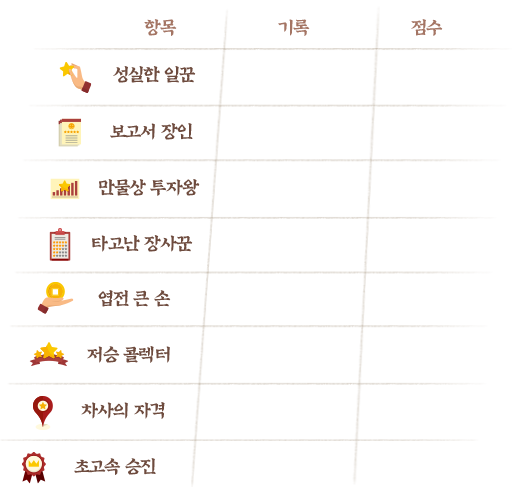 항목 기록 점수
성실한 일꾼
보고서 장인
만물상 투자왕
타고난 장사꾼
엽전 큰 손
저승 콜렉터
차사의 자격
초고속 승진